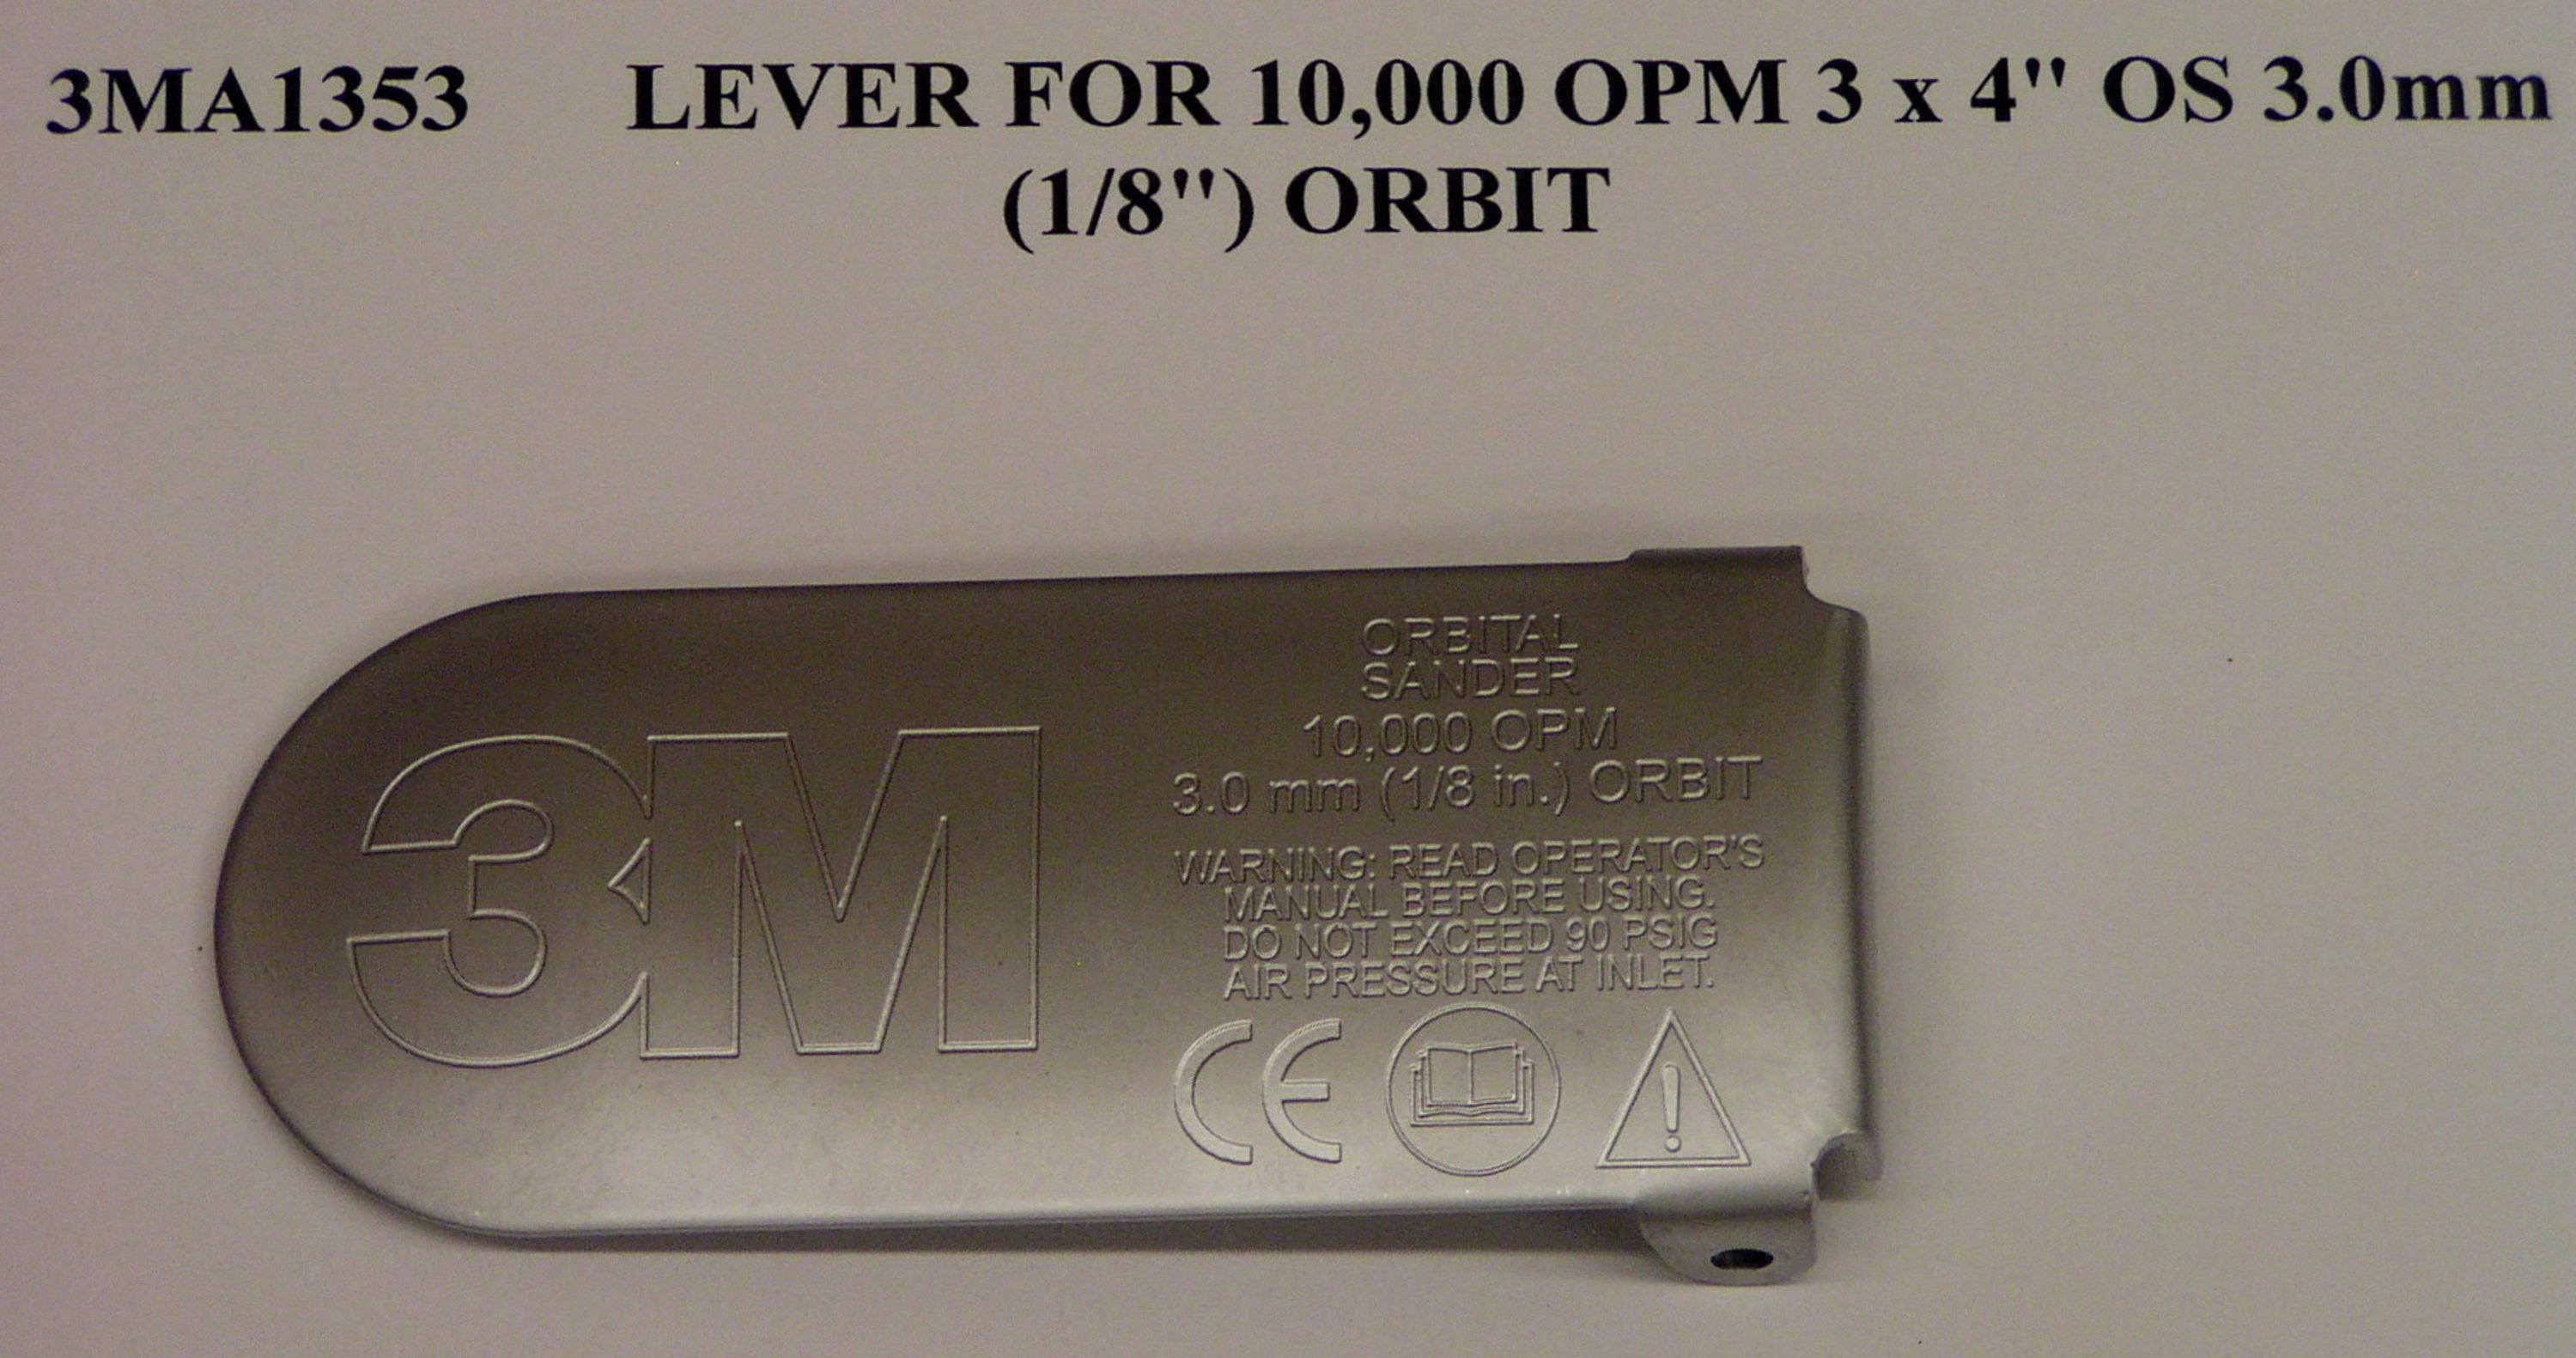 3MA1353 LEVER FOR 10,000 OPM 3 x 4" OS 3.0mm
(1/8") ORBIT
3M
ORBITAL
SANDER
10,000 OPM
3.0 mm (1/8 in.) ORBIT
WARNING: READ OPERATOR'S
MANUAL BEFORE USING.
DO NOT EXCEED 90 PSIG
AIR PRESSURE AT INLET.
CE